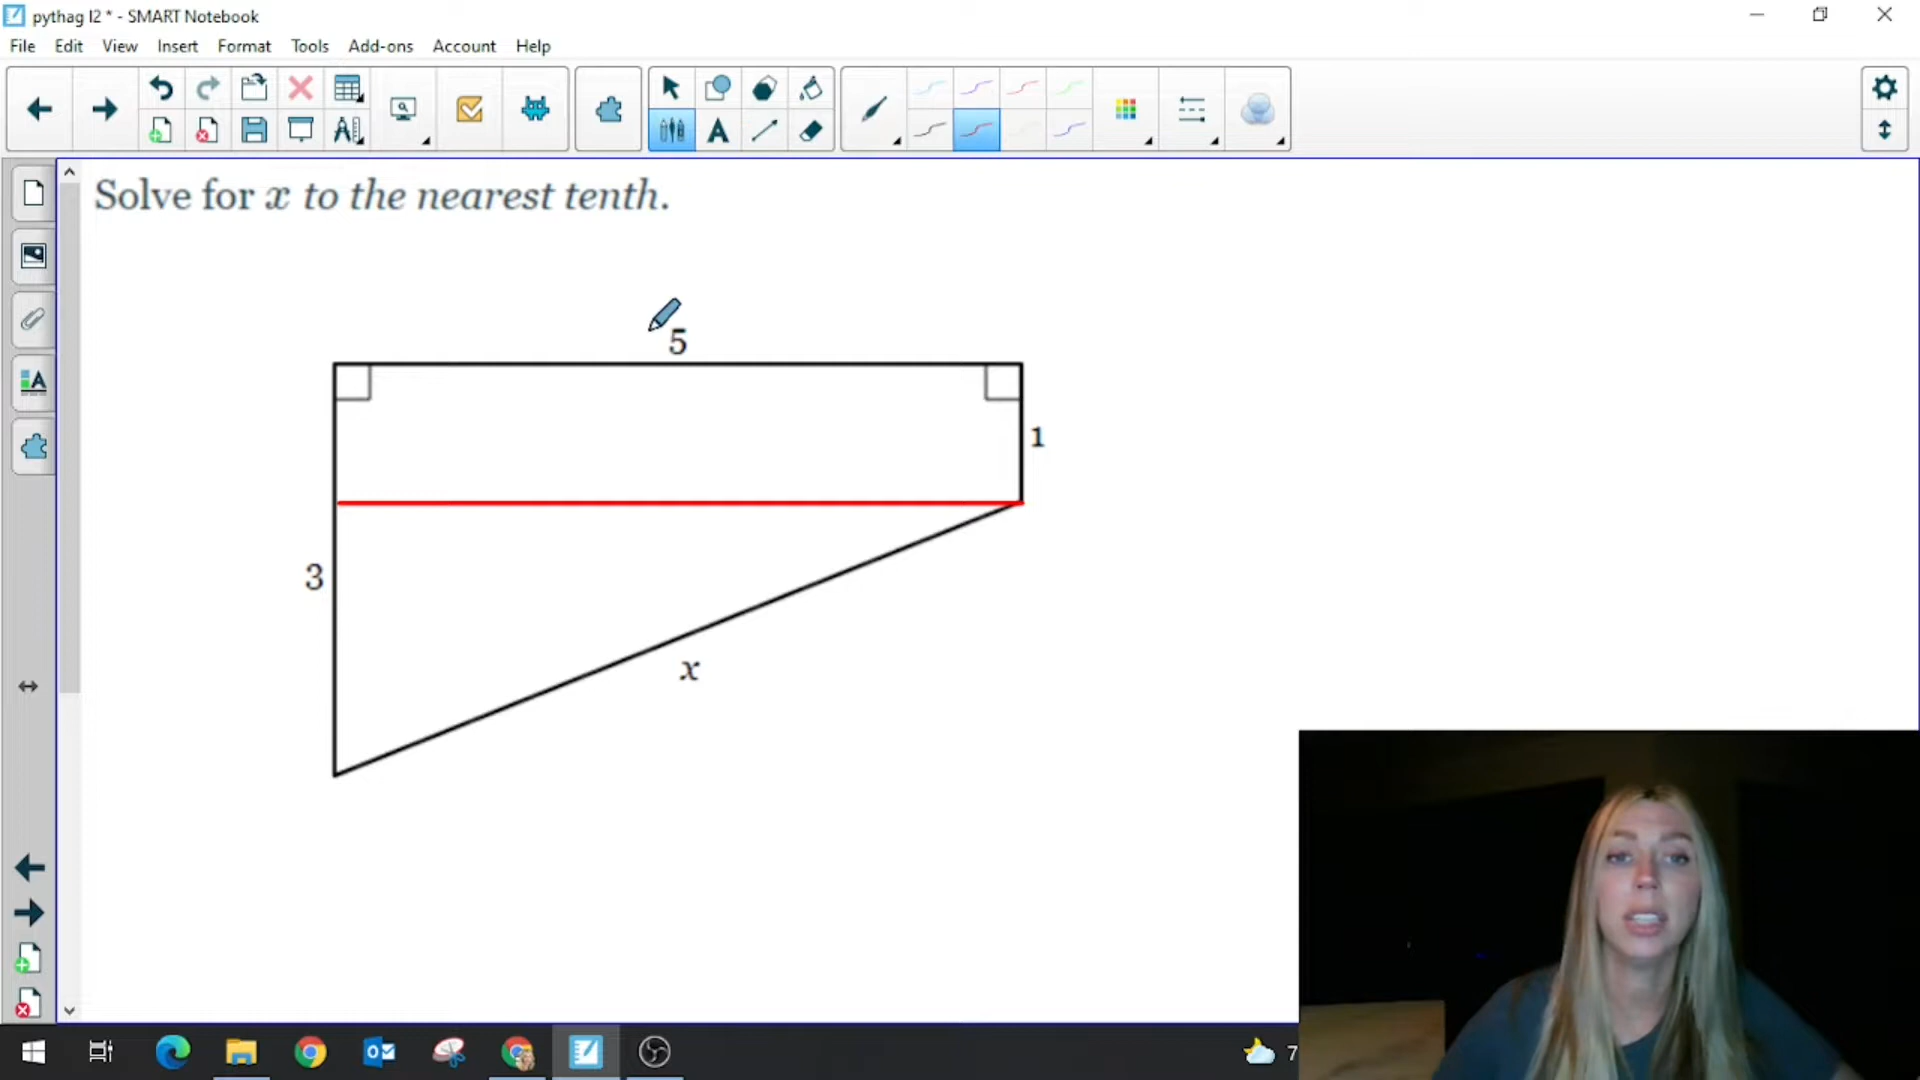 pythag l2 * - SMART Notebook
File Edit View Insert Format Tools Add-ons Account Help
A
A
Solve for x to the nearest tenth.
5
1
3
x
7